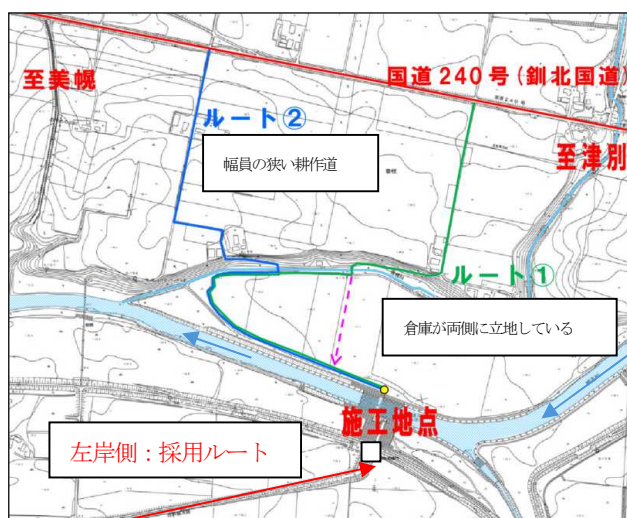 国道240号(釧北国道)
至美幌
ルート②
幅員の狭い耕作道
至津別
ルート①
倉庫が両側に立地している
施工地点
左岸側：採用ルート